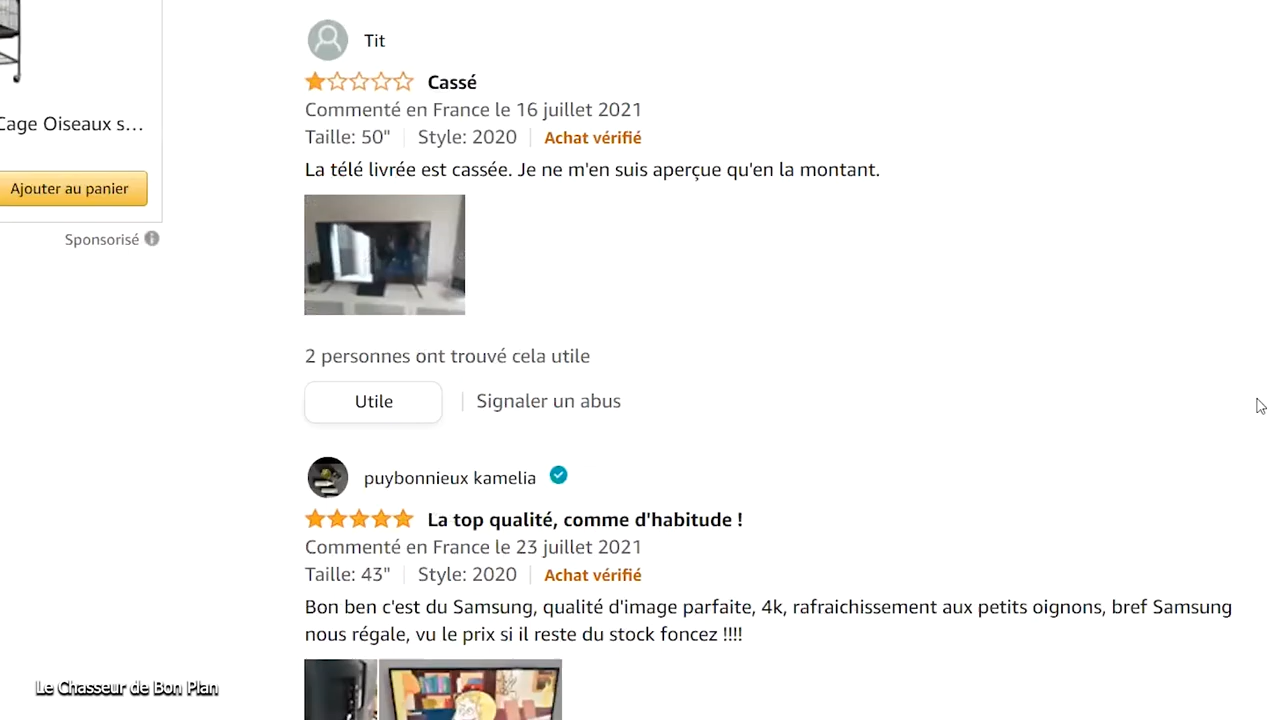 Tit
Cassé
Commenté en France le 16 juillet 2021
Taille: 50" Style: 2020 Achat vérifié
La télé livrée est cassée. Je ne m'en suis aperçue qu'en la montant.
2 personnes ont trouvé cela utile
Utile Signaler un abus
puybonnieux kamelia
La top qualité, comme d'habitude !
Commenté en France le 23 juillet 2021
Taille: 43" Style: 2020 Achat vérifié
Bon ben c'est du Samsung, qualité d'image parfaite, 4k, rafraichissement aux petits oignons, bref Samsung
nous régale, vu le prix si il reste du stock foncez !!!!
Cage Oiseaux s...
Ajouter au panier
Sponsorisé
Le Chasseur de Bon Plan